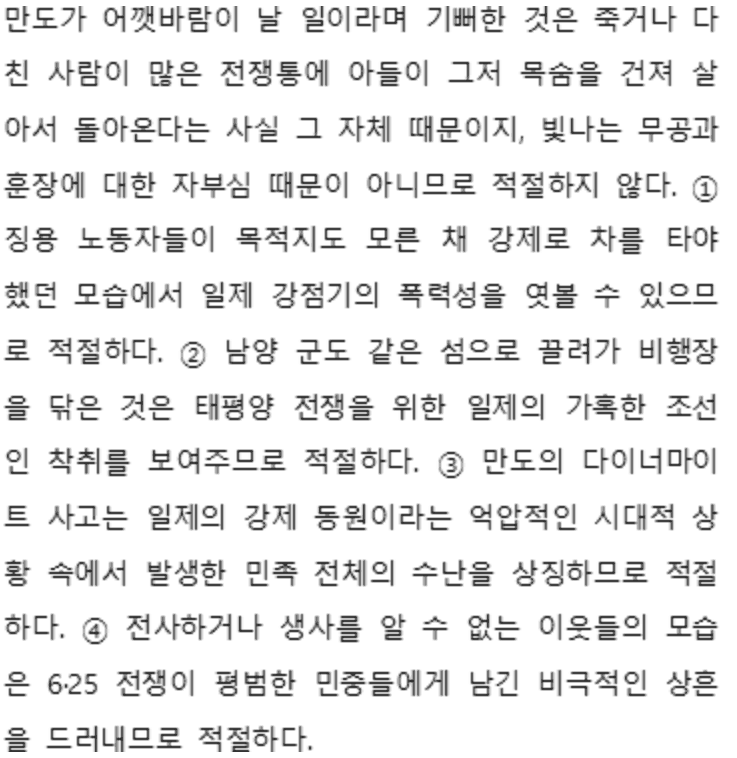 만도가 어깻바람이 날 일이라며 기뻐한 것은 죽거나 다
친 사람이 많은 전쟁통에 아들이 그저 목숨을 건져 살
아서 돌아온다는 사실 그 자체 때문이지, 빛나는 무공과
훈장에 대한 자부심 때문이 아니므로 적절하지 않다. ①
징용 노동자들이 목적지도 모른 채 강제로 차를 타야
했던 모습에서 일제 강점기의 폭력성을 엿볼 수 있으므
로 적절하다. ② 남양 군도 같은 섬으로 끌려가 비행장
을 닦은 것은 태평양 전쟁을 위한 일제의 가혹한 조선
인 착취를 보여주므로 적절하다. ③ 만도의 다이너마이
트 사고는 일제의 강제 동원이라는 억압적인 시대적 상
황 속에서 발생한 민족 전체의 수난을 상징하므로 적절
하다. ④ 전사하거나 생사를 알 수 없는 이웃들의 모습
은 6·25 전쟁이 평범한 민중들에게 남긴 비극적인 상흔
을 드러내므로 적절하다.